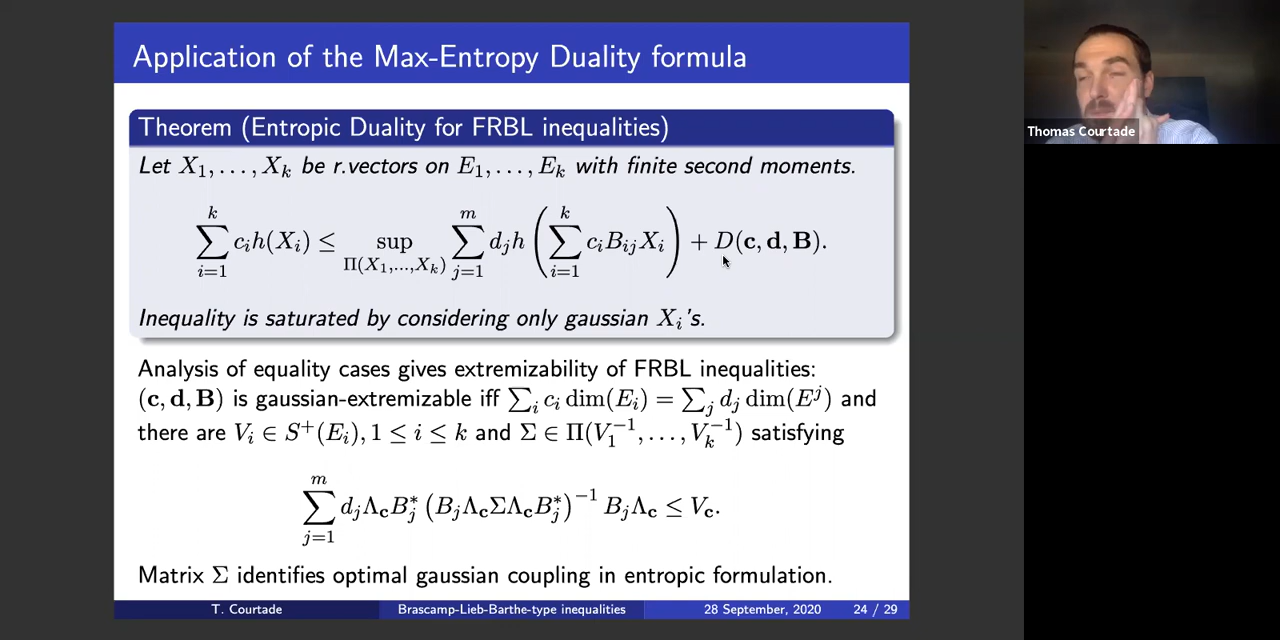 Application of the Max-Entropy Duality formula
Theorem (Entropic Duality for FRBL inequalities)
Let X_1, . . . , X_k be r.vectors on E_1, . . . , E_k with finite second moments.
\sum_{i=1}^{k} c_i h(X_i) ≤ \sup_{Π(X_1,...,X_k)} \sum_{j=1}^{m} d_j h ( \sum_{i=1}^{k} c_i B_{ij} X_i ) + D(c, d, B).
Inequality is saturated by considering only gaussian X_i's.
Analysis of equality cases gives extremizability of FRBL inequalities:
(c, d, B) is gaussian-extremizable iff ∑_i c_i dim(E_i) = ∑_j d_j dim(E^j) and
there are V_i ∈ S^+(E_i), 1 ≤ i ≤ k and Σ ∈ Π(V_1^{-1}, . . . , V_k^{-1}) satisfying
\sum_{j=1}^{m} d_j Λ_c B_j^* (B_j Λ_c Σ Λ_c B_j^*)^{-1} B_j Λ_c ≤ V_c.
Matrix Σ identifies optimal gaussian coupling in entropic formulation.
T. Courtade Brascamp-Lieb-Barthe-type inequalities 28 September, 2020 24 / 29
Thomas Courtade